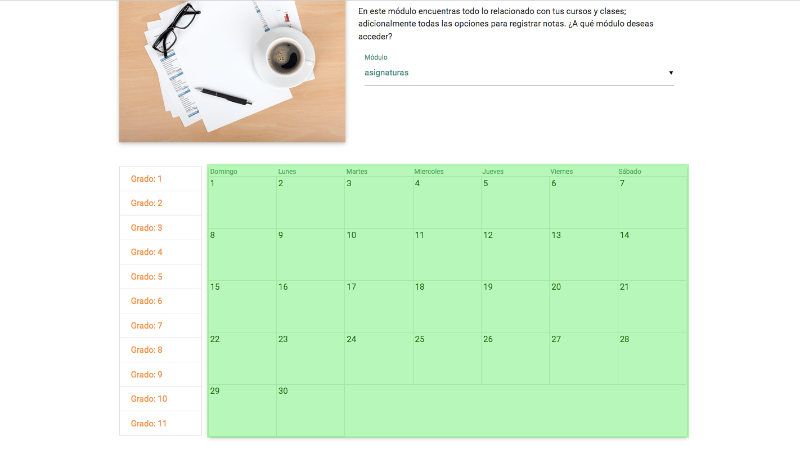 En este módulo encuentras todo lo relacionado con tus cursos y clases;
adicionalmente todas las opciones para registrar notas. ¿A qué módulo deseas
acceder?
Módulo
asignaturas
Grado: 1
Grado: 2
Grado: 3
Grado: 4
Grado: 5
Grado: 6
Grado: 7
Grado: 8
Grado: 9
Grado: 10
Grado: 11
Domingo Lunes Martes Miercoles Jueves Viernes Sábado
1 2 3 4 5 6 7
8 9 10 11 12 13 14
15 16 17 18 19 20 21
22 23 24 25 26 27 28
29 30